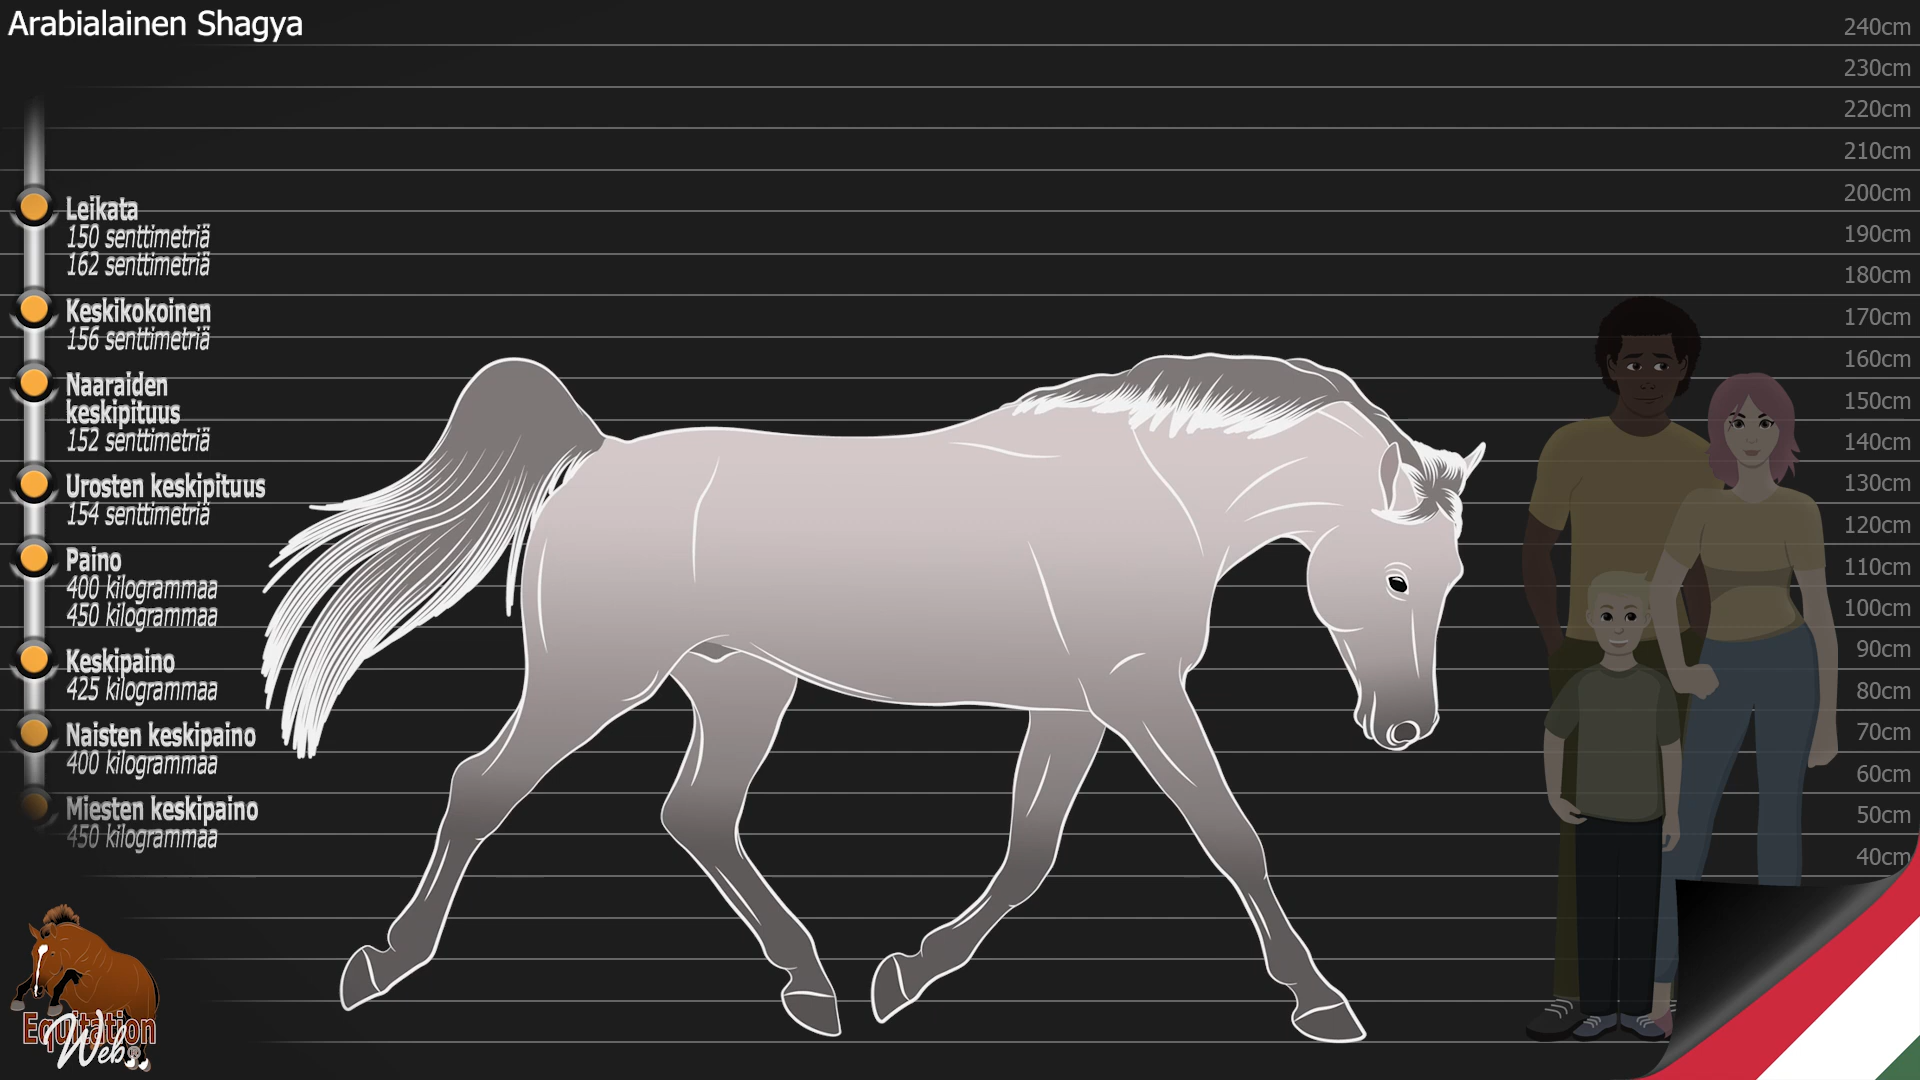 Arabialainen Shagya
Leikata
150 senttimetriä
162 senttimetriä
Keskikokoinen
156 senttimetriä
Naaraiden
keskipituus
152 senttimetriä
Urosten keskipituus
154 senttimetriä
Paino
400 kilogrammaa
450 kilogrammaa
Keskipaino
425 kilogrammaa
Naisten keskipaino
400 kilogrammaa
Miesten keskipaino
450 kilogrammaa
Equitation
Web®
240cm
230cm
220cm
210cm
200cm
190cm
180cm
170cm
160cm
150cm
140cm
130cm
120cm
110cm
100cm
90cm
80cm
70cm
60cm
50cm
40cm